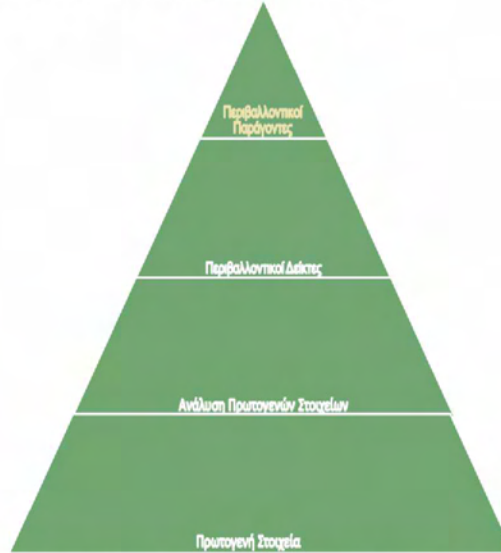 Περιβαλλοντικοί
Παράγοντες
Περιβαλλοντικοί Δείκτες
Ανάλυση Πρωτογενών Στοιχείων
Πρωτογενή Στοιχεία